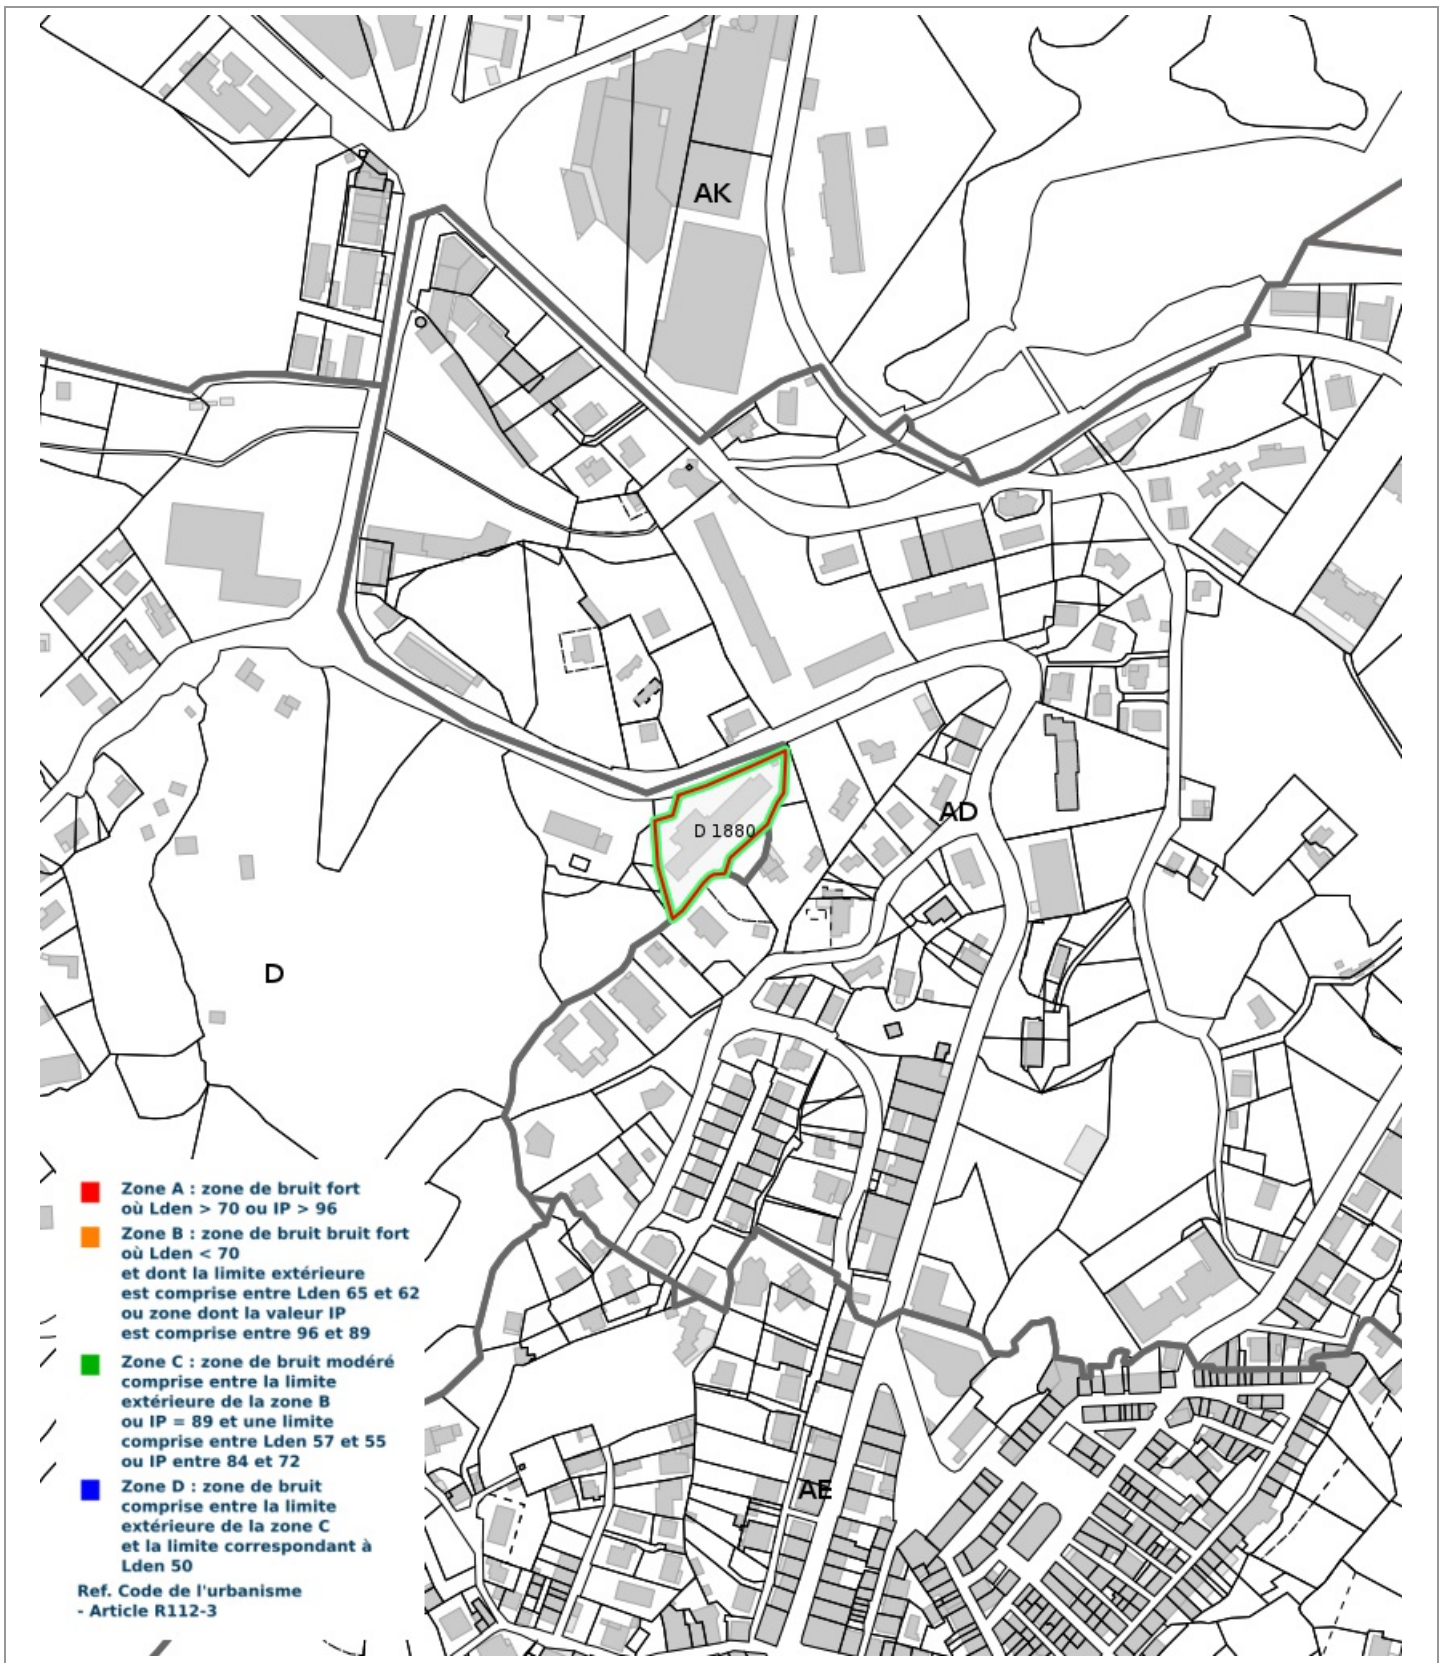 AK
D 1880
AD
D
Zone A : zone de bruit fort
où Lden > 70 ou IP > 96
Zone B : zone de bruit bruit fort
où Lden < 70
et dont la limite extérieure
est comprise entre Lden 65 et 62
ou zone dont la valeur IP
est comprise entre 96 et 89
Zone C : zone de bruit modéré
comprise entre la limite
extérieure de la zone B
ou IP = 89 et une limite
comprise entre Lden 57 et 55
ou IP entre 84 et 72
Zone D : zone de bruit
comprise entre la limite
extérieure de la zone C
et la limite correspondant à
Lden 50
Ref. Code de l'urbanisme
- Article R112-3
AE